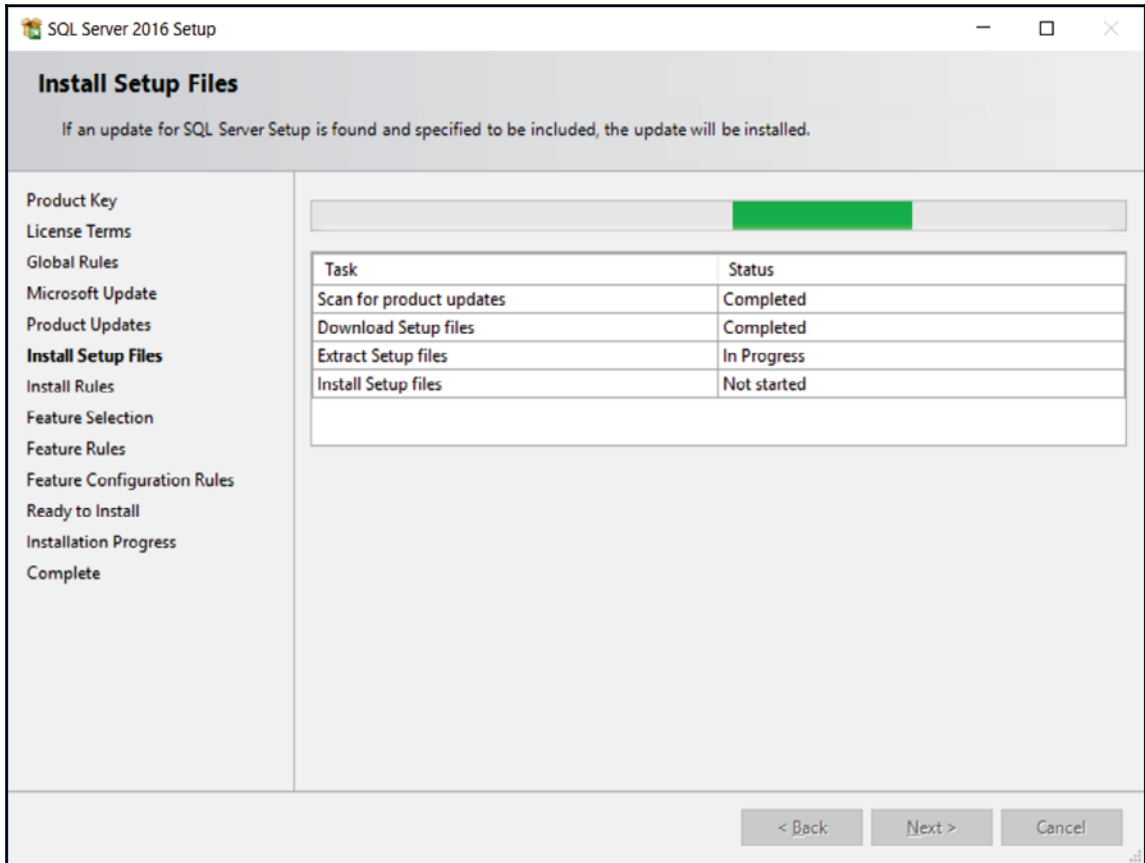 SQL Server 2016 Setup
Install Setup Files
If an update for SQL Server Setup is found and specified to be included, the update will be installed.
Product Key
License Terms
Global Rules
Microsoft Update
Product Updates
Install Setup Files
Install Rules
Feature Selection
Feature Rules
Feature Configuration Rules
Ready to Install
Installation Progress
Complete
Task Status
Scan for product updates Completed
Download Setup files Completed
Extract Setup files In Progress
Install Setup files Not started
< Back Next > Cancel